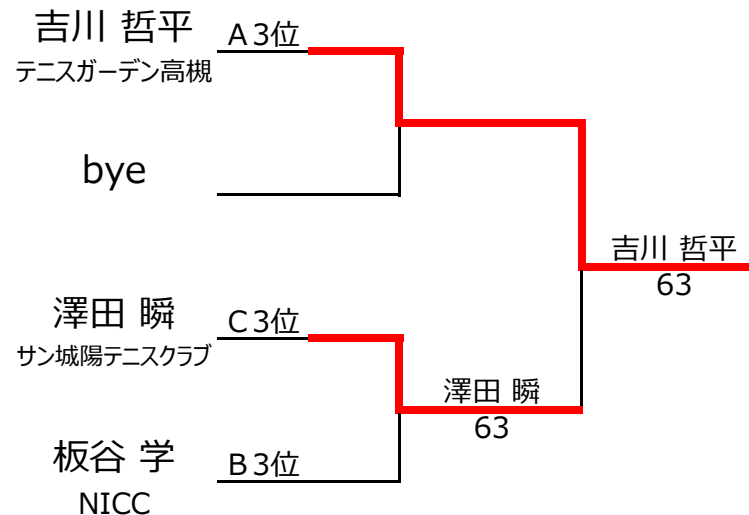 吉川 哲平
A3位
テニスガーデン高槻
bye
吉川 哲平
63
澤田 瞬
C3位
サン城陽テニスクラブ
澤田 瞬
63
板谷 学
B3位
NICC